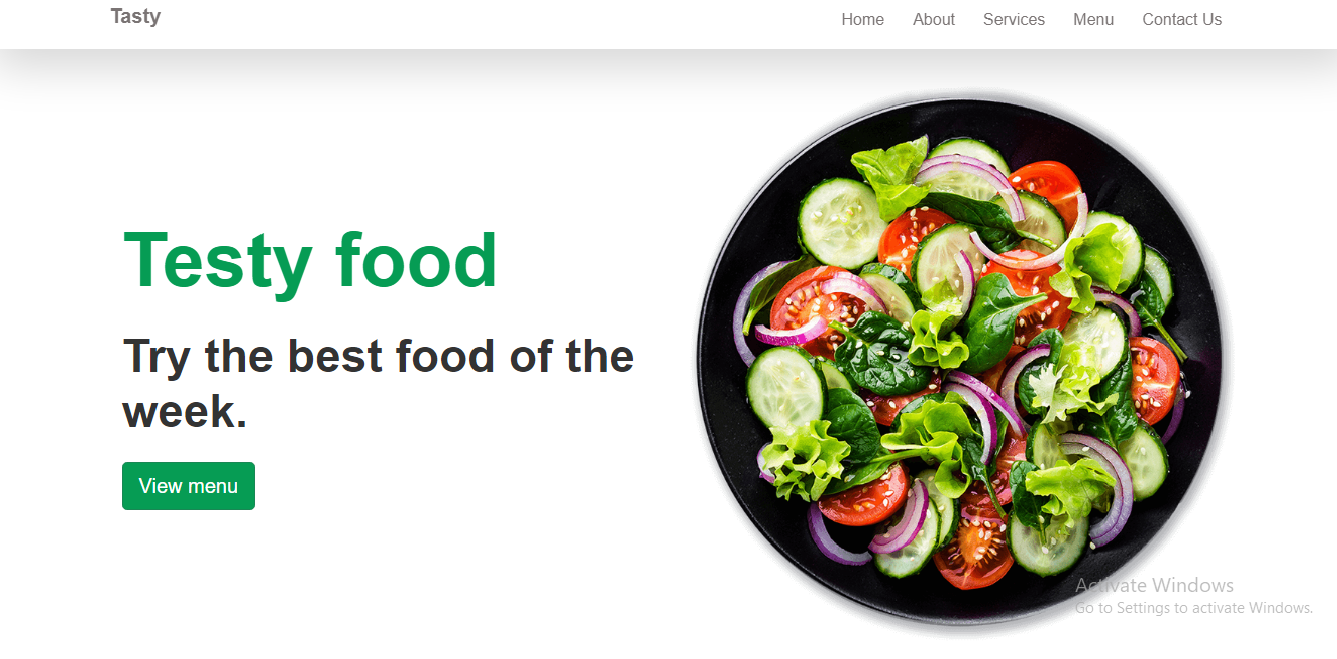 Tasty
Home About Services Menu Contact Us
Testy food
Try the best food of the
week.
View menu
Activate Windows
Go to Settings to activate Windows.